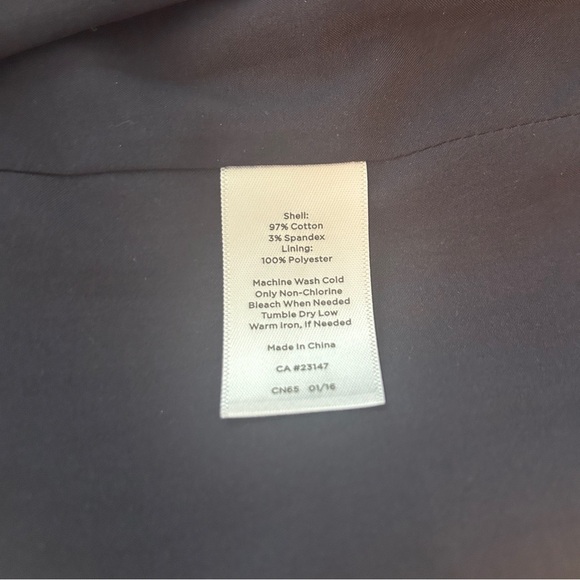 Shell:
97% Cotton
3% Spandex
Lining:
100% Polyester
Machine Wash Cold
Only Non-Chlorine
Bleach When Needed
Tumble Dry Low
Warm Iron, If Needed
Made In China
CA #23147
CN65 01/16